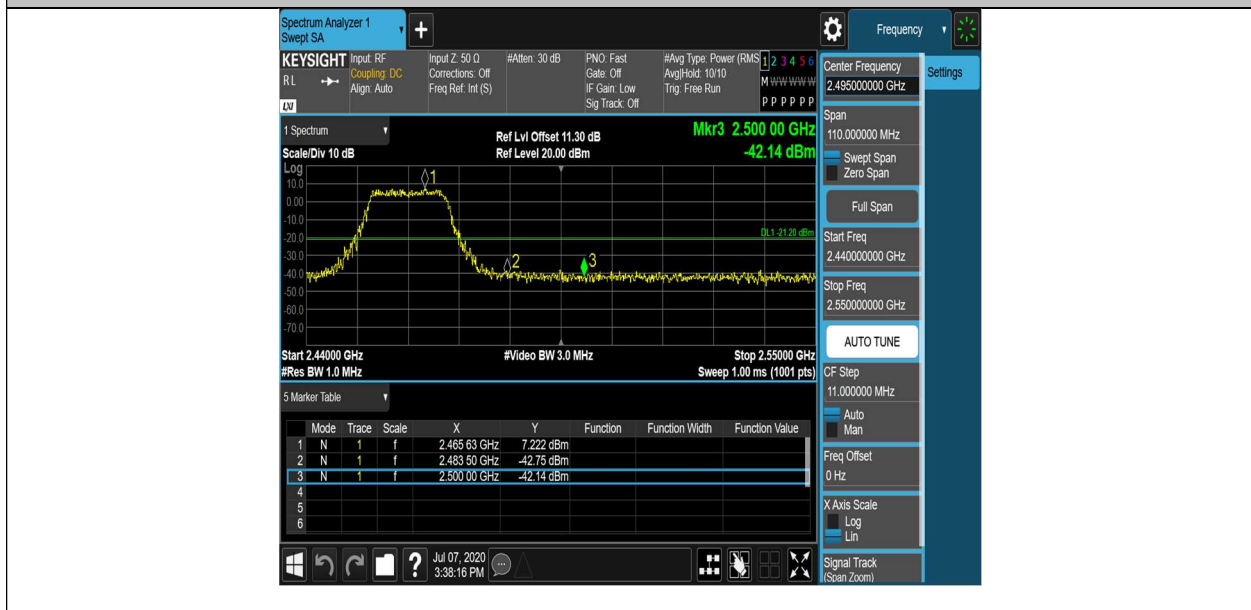 Spectrum Analyzer 1
Swept SA
+
Frequency
KEYSIGHT
Input: RF
Input Z: 50 Ω
#Atten: 30 dB
PNO: Fast
#Avg Type: Power (RMS
1 2 3 4 5 6
R L
Coupling: DC
Corrections: Off
Gate: Off
Avg|Hold: 10/10
M W W W W W
Align: Auto
Freq Ref: Int (S)
IF Gain: Low
Trig: Free Run
LXI
Sig Track: Off
P P P P P P
1 Spectrum
Ref Lvl Offset 11.30 dB
Mkr3 2.500 00 GHz
Scale/Div 10 dB
Ref Level 20.00 dBm
-42.14 dBm
Log
10.0
0.00
-10.0
-20.0
-30.0
-40.0
-50.0
-60.0
-70.0
1
2
3
DL1 -21.20 dBm
Start 2.44000 GHz
#Video BW 3.0 MHz
Stop 2.55000 GHz
#Res BW 1.0 MHz
Sweep 1.00 ms (1001 pts)
5 Marker Table
Mode Trace Scale X Y Function Function Width Function Value
1 N 1 f 2.465 63 GHz 7.222 dBm
2 N 1 f 2.483 50 GHz -42.75 dBm
3 N 1 f 2.500 00 GHz -42.14 dBm
4
5
6
?
Jul 07, 2020
3:38:16 PM
Center Frequency
2.495000000 GHz
Settings
Span
110.000000 MHz
Swept Span
Zero Span
Full Span
Start Freq
2.440000000 GHz
Stop Freq
2.550000000 GHz
AUTO TUNE
CF Step
11.000000 MHz
Auto
Man
Freq Offset
0 Hz
X Axis Scale
Log
Lin
Signal Track
(Span Zoom)